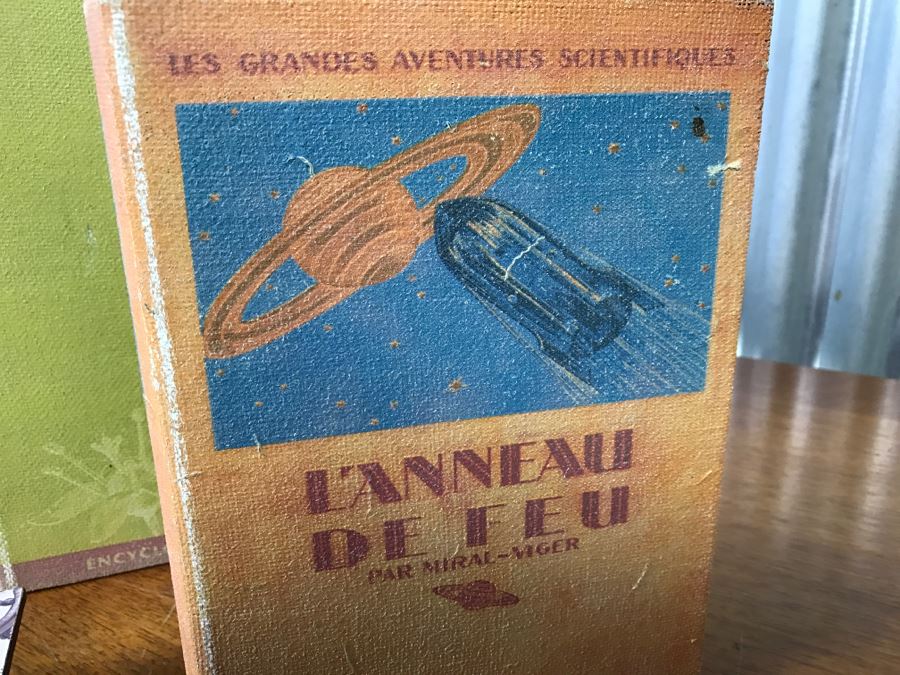 LES GRANDES AVENTURES SCIENTIFIQUES
L'ANNEAU
DE FEU
PAR MIRAL-VIGER
ENCYCL